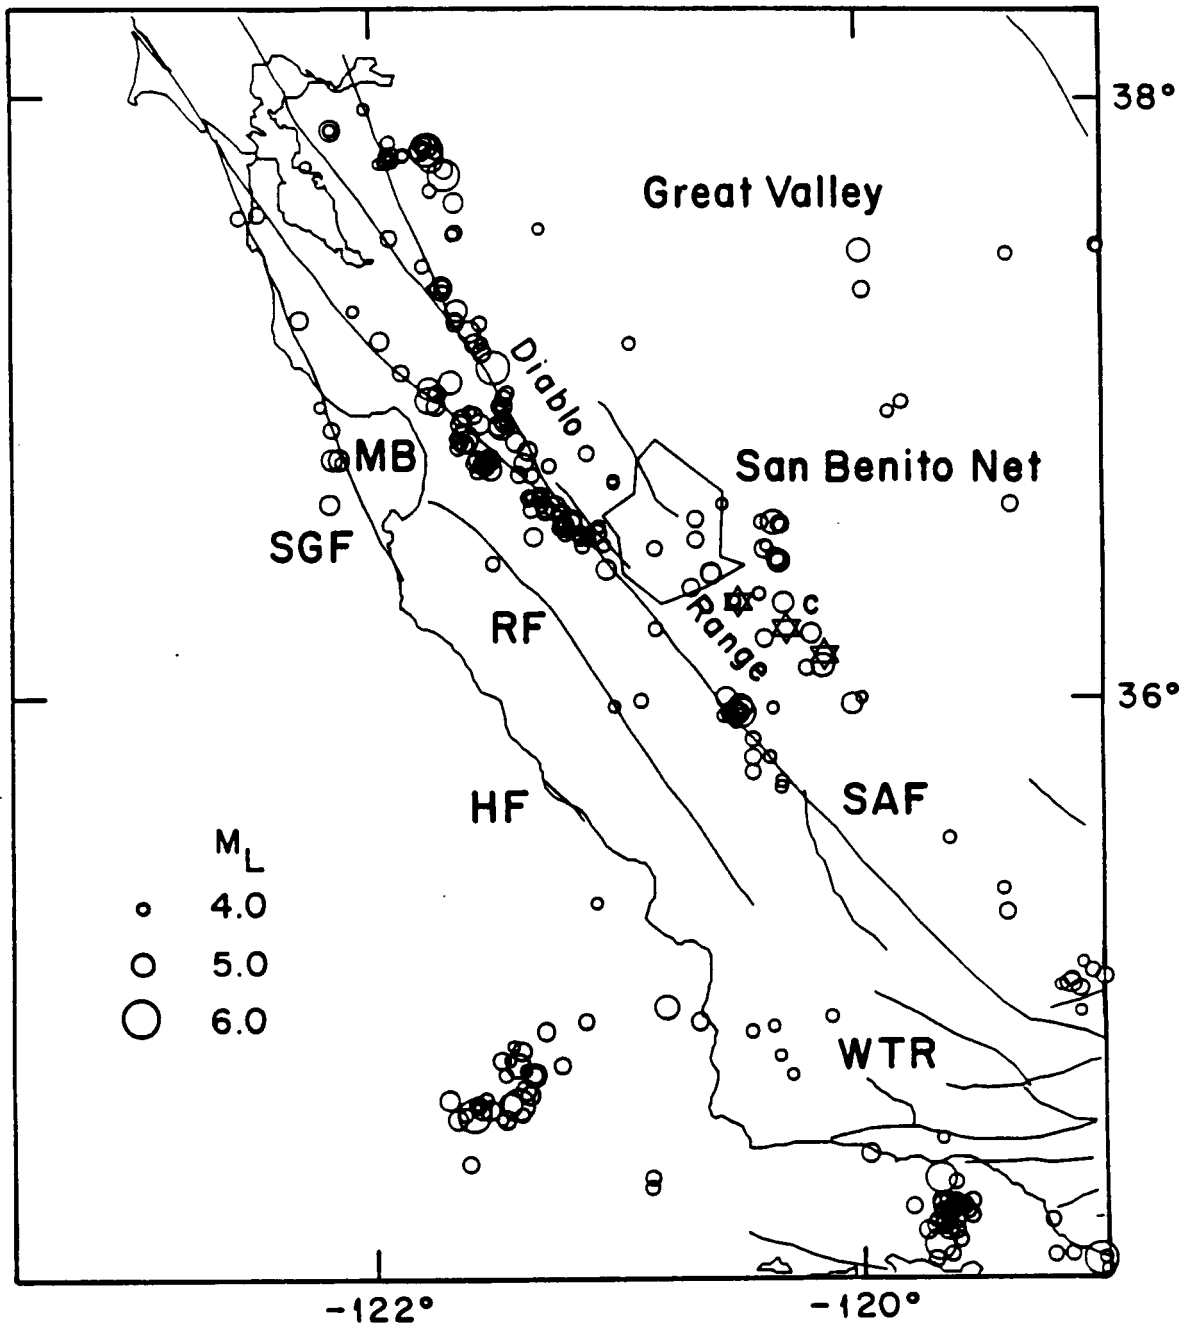 38°
Great Valley
Diablo
MB
San Benito Net
SGF
C
RF
Range
36°
HF
SAF
M_L
4.0
5.0
6.0
WTR
-122°
-120°